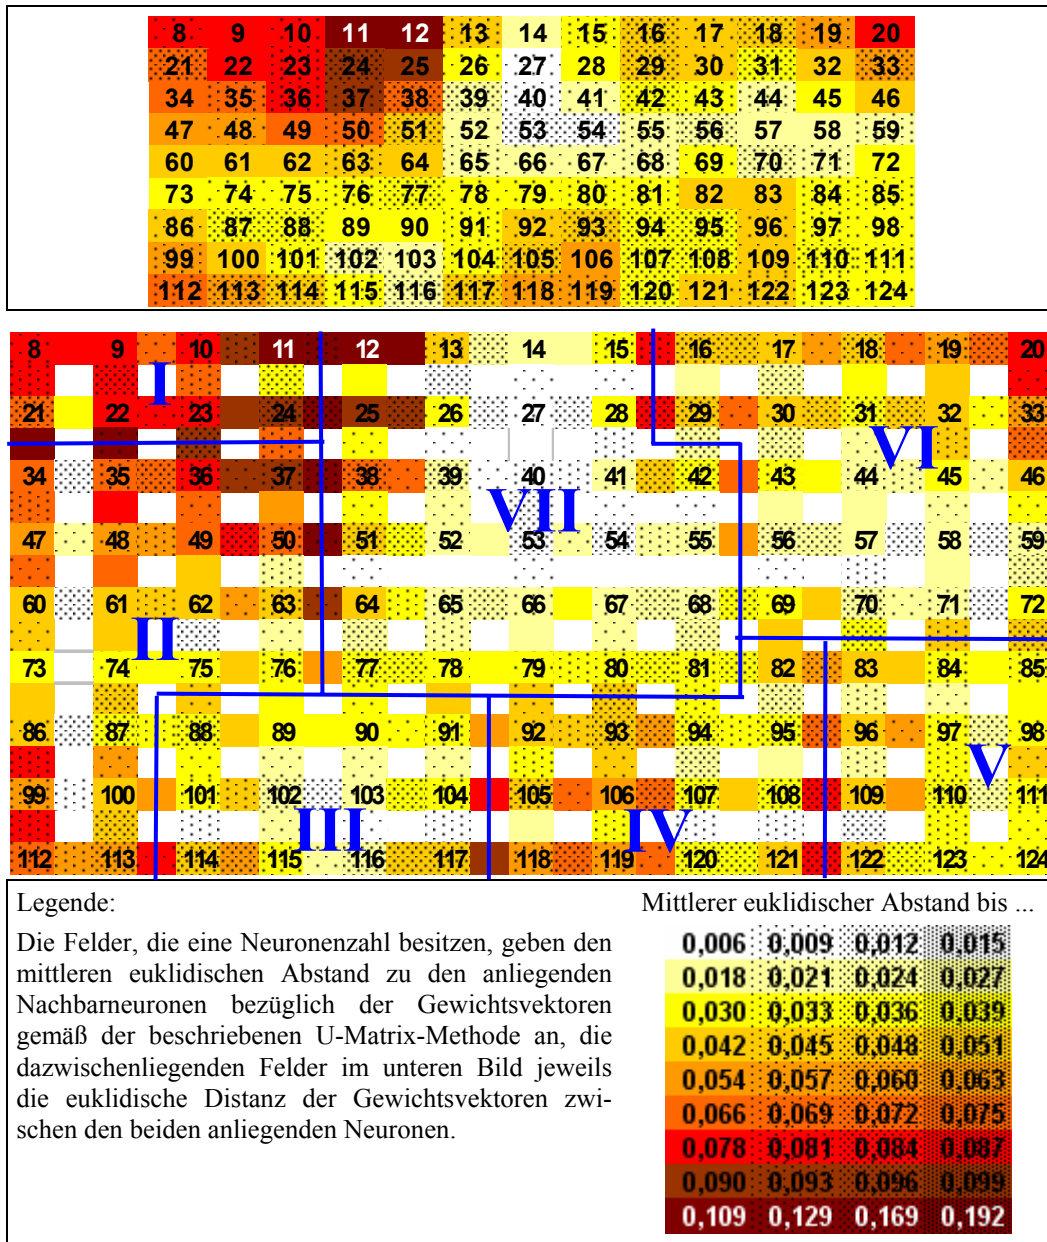 8 9 10 11 12 13 14 15 16 17 18 19 20
21 22 23 24 25 26 27 28 29 30 31 32 33
34 35 36 37 38 39 40 41 42 43 44 45 46
47 48 49 50 51 52 53 54 55 56 57 58 59
60 61 62 63 64 65 66 67 68 69 70 71 72
73 74 75 76 77 78 79 80 81 82 83 84 85
86 87 88 89 90 91 92 93 94 95 96 97 98
99 100 101 102 103 104 105 106 107 108 109 110 111
112 113 114 115 116 117 118 119 120 121 122 123 124
8 9 10 11 12 13 14 15 16 17 18 19 20
I
21 22 23 24 25 26 27 28 29 30 31 32 33
VI
34 35 36 37 38 39 40 41 42 43 44 45 46
VII
47 48 49 50 51 52 53 54 55 56 57 58 59
60 61 62 63 64 65 66 67 68 69 70 71 72
II
73 74 75 76 77 78 79 80 81 82 83 84 85
86 87 88 89 90 91 92 93 94 95 96 97 98
V
99 100 101 102 103 104 105 106 107 108 109 110 111
III IV
112 113 114 115 116 117 118 119 120 121 122 123 124
Legende:
Die Felder, die eine Neuronenzahl besitzen, geben den
mittleren euklidischen Abstand zu den anliegenden
Nachbarneuronen bezüglich der Gewichtsvektoren
gemäß der beschriebenen U-Matrix-Methode an, die
dazwischenliegenden Felder im unteren Bild jeweils
die euklidische Distanz der Gewichtsvektoren zwi-
schen den beiden anliegenden Neuronen.
Mittlerer euklidischer Abstand bis ...
0,006 0,009 0,012 0,015
0,018 0,021 0,024 0,027
0,030 0,033 0,036 0,039
0,042 0,045 0,048 0,051
0,054 0,057 0,060 0,063
0,066 0,069 0,072 0,075
0,078 0,081 0,084 0,087
0,090 0,093 0,096 0,099
0,109 0,129 0,169 0,192